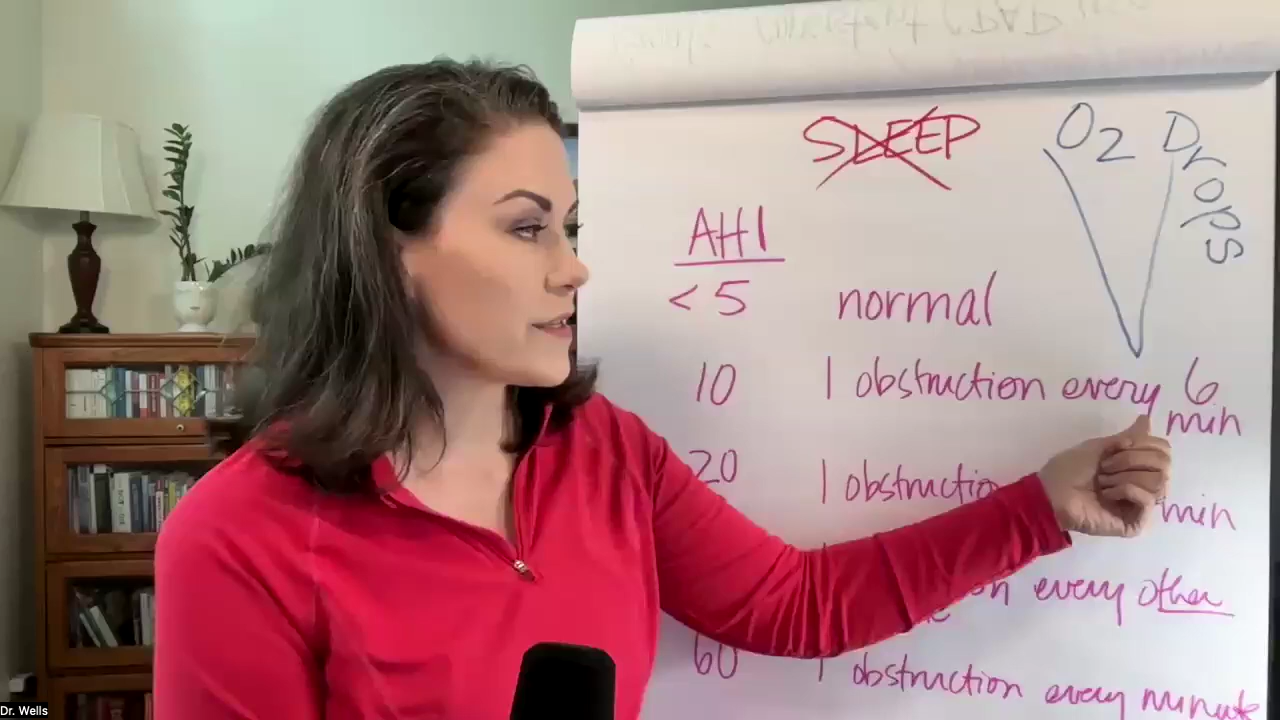 SLEEP
O2 Drops
AHI
<5 normal
10 1 obstruction every 6
min
20 1
min
every other
60 1 obstruction every minute
Dr. Wells